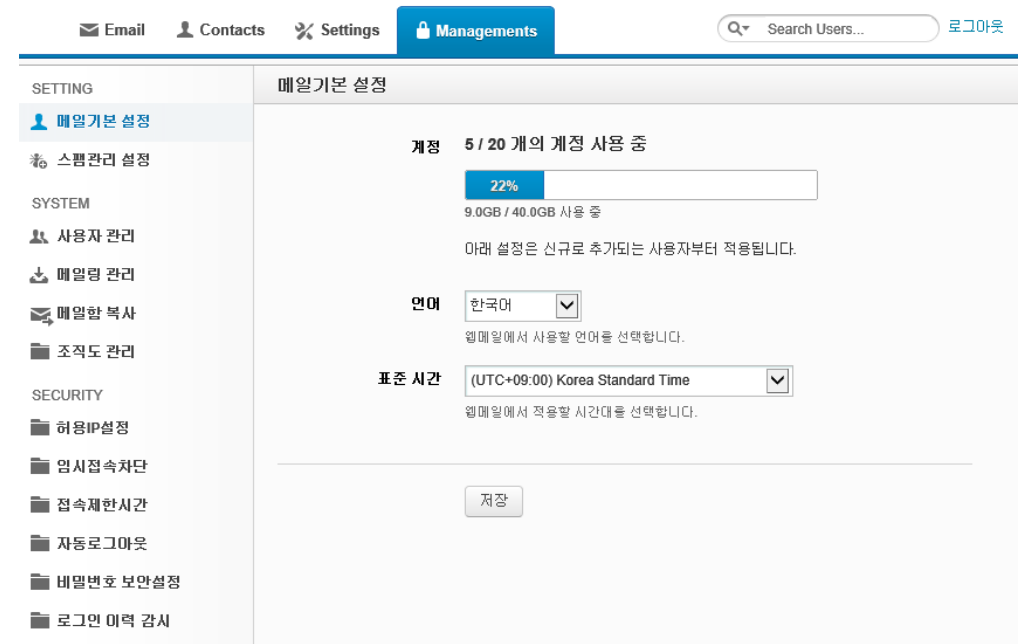 Email Contacts Settings Managements Search Users... 로그아웃
SETTING
메일기본 설정
스팸관리 설정
SYSTEM
사용자 관리
메일링 관리
메일함 복사
조직도 관리
SECURITY
허용IP설정
임시접속차단
접속제한시간
자동로그아웃
비밀번호 보안설정
로그인 이력 감시
메일기본 설정
계정 5 / 20 개의 계정 사용 중
22%
9.0GB / 40.0GB 사용 중
아래 설정은 신규로 추가되는 사용자부터 적용됩니다.
언어 한국어
웹메일에서 사용할 언어를 선택합니다.
표준 시간 (UTC+09:00) Korea Standard Time
웹메일에서 적용할 시간대를 선택합니다.
저장